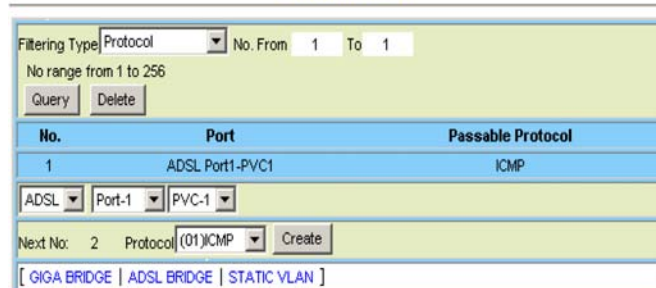 Filtering Type Protocol No. From 1 To 1
No range from 1 to 256
Query Delete
No. Port Passable Protocol
1 ADSL Port1-PVC1 ICMP
ADSL Port-1 PVC-1
Next No: 2 Protocol (01)ICMP Create
[ GIGA BRIDGE | ADSL BRIDGE | STATIC VLAN ]